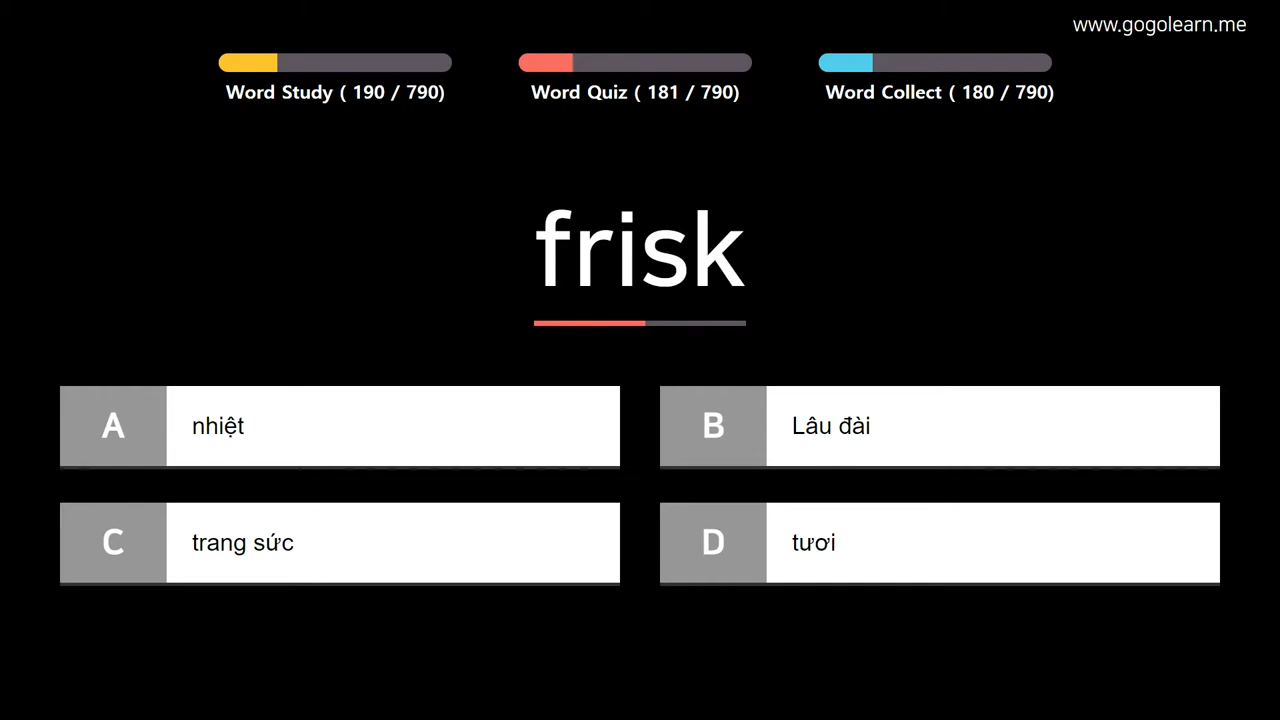 www.gogolearn.me
Word Study ( 190 / 790)
Word Quiz ( 181 / 790)
Word Collect ( 180 / 790)
frisk
A
nhiệt
B
Lâu đài
C
trang sức
D
tươi